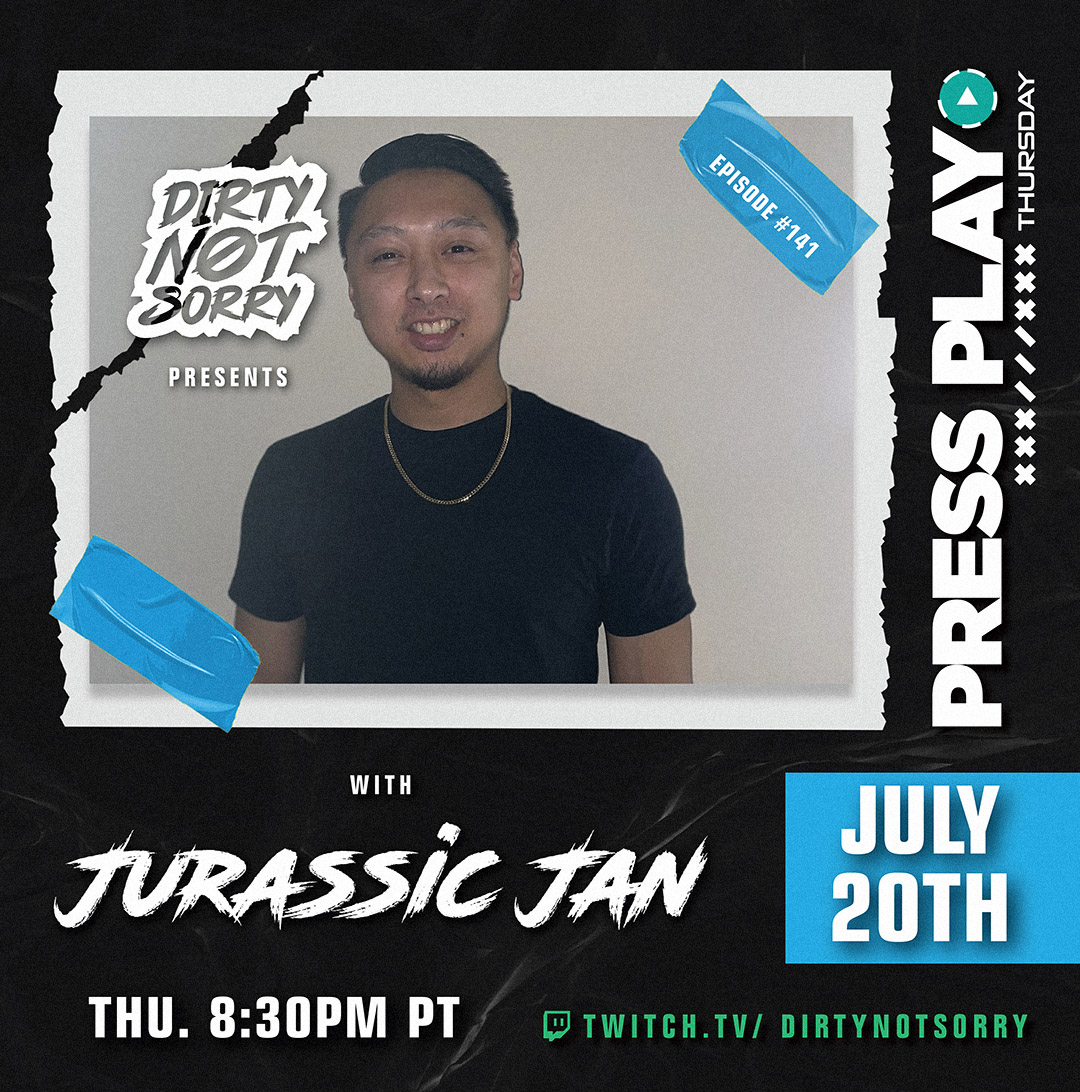 DIRTY
NØT
SORRY
PRESENTS
EPISODE #141
PRESS PLAY
THURSDAY
WITH
JURASSIC JAN
JULY
20TH
THU. 8:30PM PT
TWITCH.TV/ DIRTYNOTSORRY